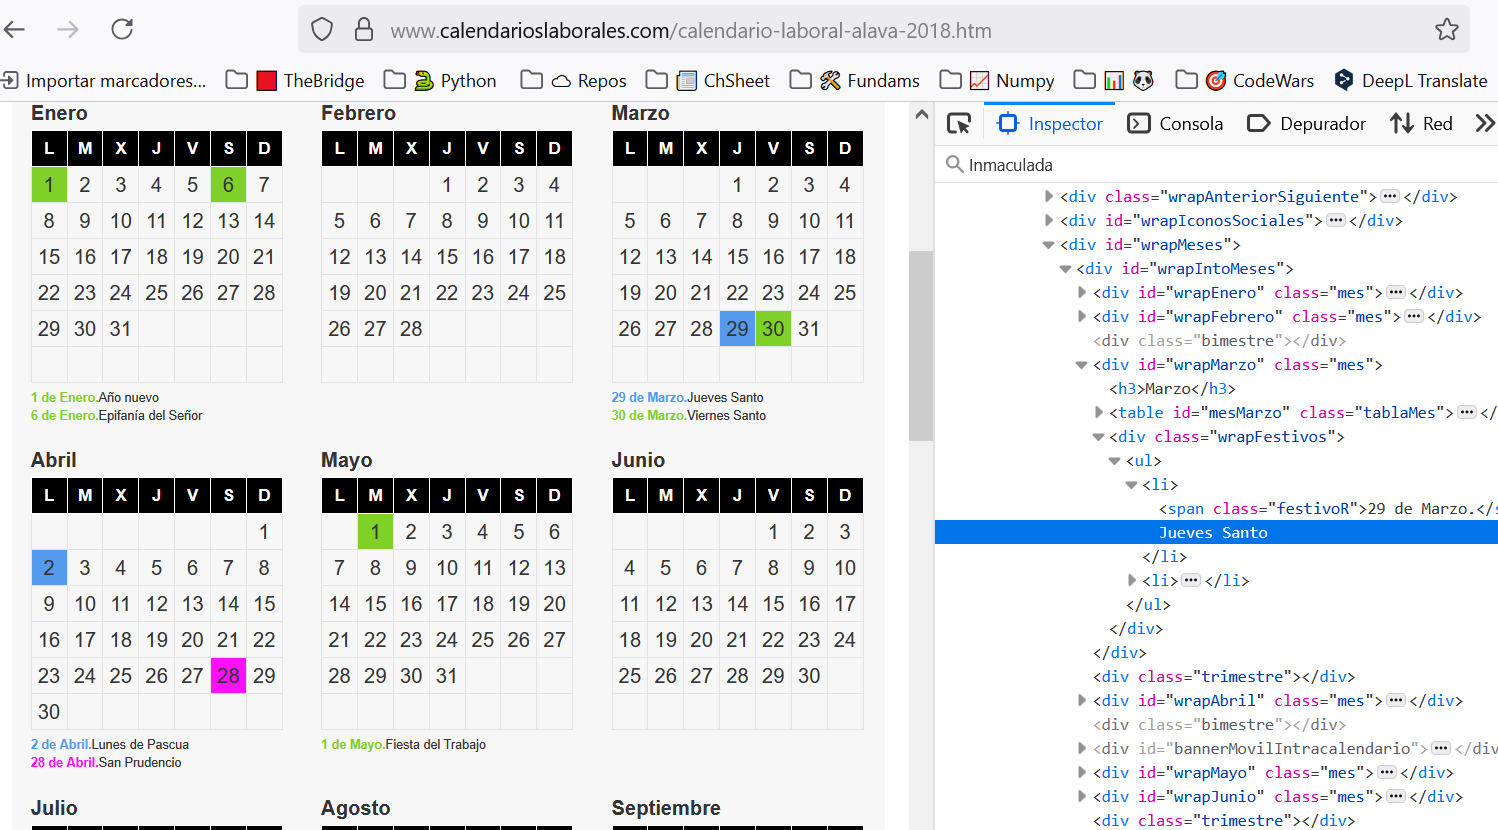 www.calendarioslaborales.com/calendario-laboral-alava-2018.htm
Importar marcadores... TheBridge Python Repos ChSheet Fundams Numpy CodeWars DeepL Translate
Enero
L M X J V S D
1 2 3 4 5 6 7
8 9 10 11 12 13 14
15 16 17 18 19 20 21
22 23 24 25 26 27 28
29 30 31
1 de Enero.Año nuevo
6 de Enero.Epifanía del Señor
Febrero
L M X J V S D
1 2 3 4
5 6 7 8 9 10 11
12 13 14 15 16 17 18
19 20 21 22 23 24 25
26 27 28
Marzo
L M X J V S D
1 2 3 4
5 6 7 8 9 10 11
12 13 14 15 16 17 18
19 20 21 22 23 24 25
26 27 28 29 30 31
29 de Marzo.Jueves Santo
30 de Marzo.Viernes Santo
Abril
L M X J V S D
1
2 3 4 5 6 7 8
9 10 11 12 13 14 15
16 17 18 19 20 21 22
23 24 25 26 27 28 29
30
2 de Abril.Lunes de Pascua
28 de Abril.San Prudencio
Mayo
L M X J V S D
1 2 3 4 5 6
7 8 9 10 11 12 13
14 15 16 17 18 19 20
21 22 23 24 25 26 27
28 29 30 31
1 de Mayo.Fiesta del Trabajo
Junio
L M X J V S D
1 2 3
4 5 6 7 8 9 10
11 12 13 14 15 16 17
18 19 20 21 22 23 24
25 26 27 28 29 30
Julio
Agosto
Septiembre
Inspector Consola Depurador Red
Inmaculada
<div class="wrapAnteriorSiguiente"> ••• </div>
<div id="wrapIconosSociales"> ••• </div>
<div id="wrapMeses">
<div id="wrapIntoMeses">
<div id="wrapEnero" class="mes"> ••• </div>
<div id="wrapFebrero" class="mes"> ••• </div>
<div class="bimestre"></div>
<div id="wrapMarzo" class="mes">
<h3>Marzo</h3>
<table id="mesMarzo" class="tablaMes"> ••• </
<div class="wrapFestivos">
<ul>
<li>
<span class="festivoR">29 de Marzo.</s
Jueves Santo
</li>
<li> ••• </li>
</ul>
</div>
</div>
<div class="trimestre"></div>
<div id="wrapAbril" class="mes"> ••• </div>
<div class="bimestre"></div>
<div id="bannerMovilIntracalendario"> ••• </div
<div id="wrapMayo" class="mes"> ••• </div>
<div id="wrapJunio" class="mes"> ••• </div>
<div class="trimestre"></div>